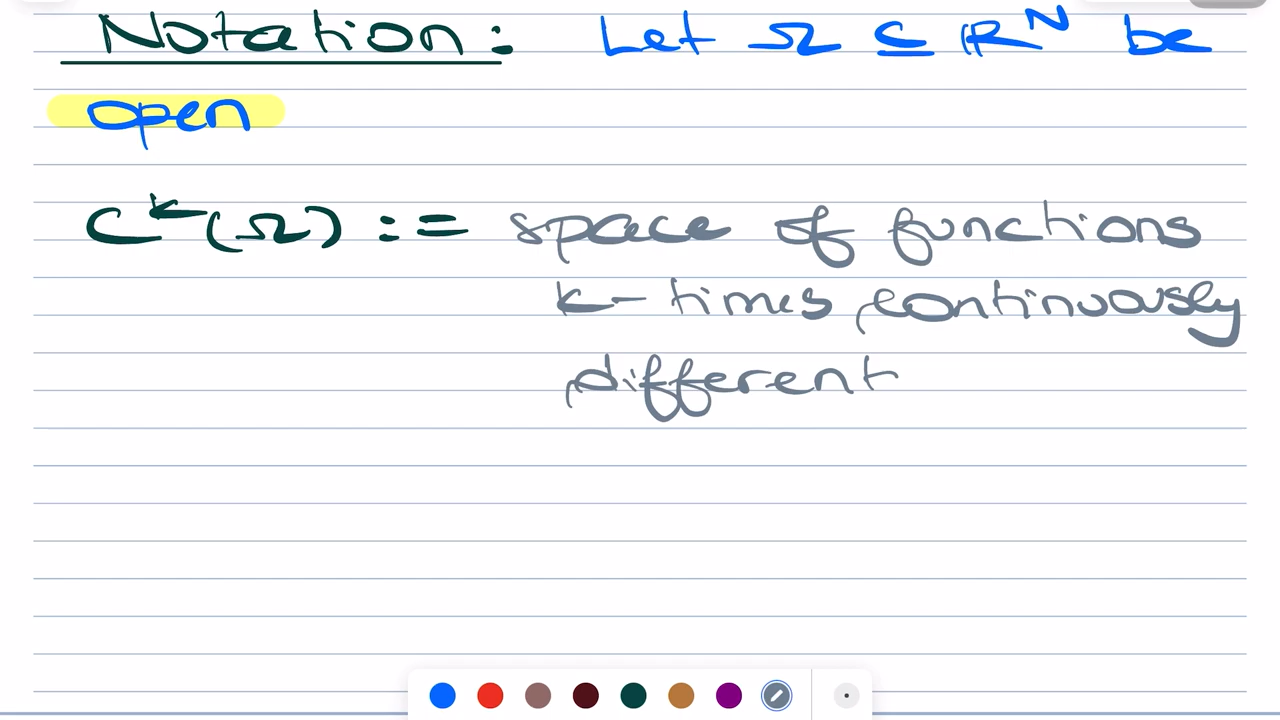 Notation: Let Ω ⊆ ℝᴺ be
open
Cᵏ(Ω) := space of functions
k-times continuously
different